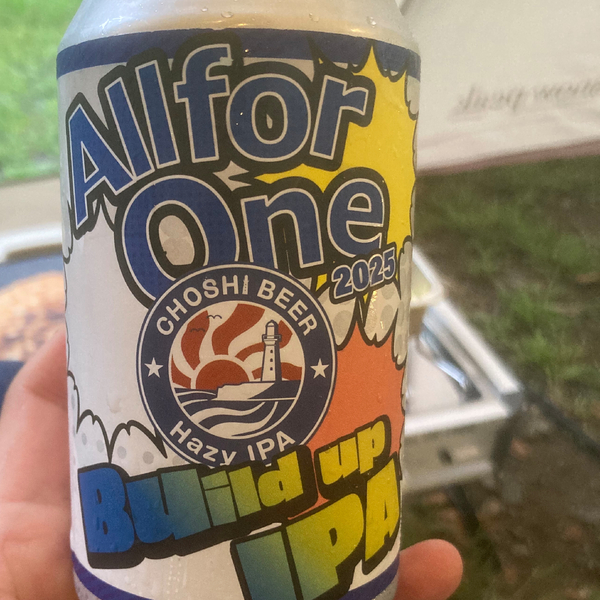 All for
One
2025
CHOSHI BEER
Hazy IPA
Build up
IPA